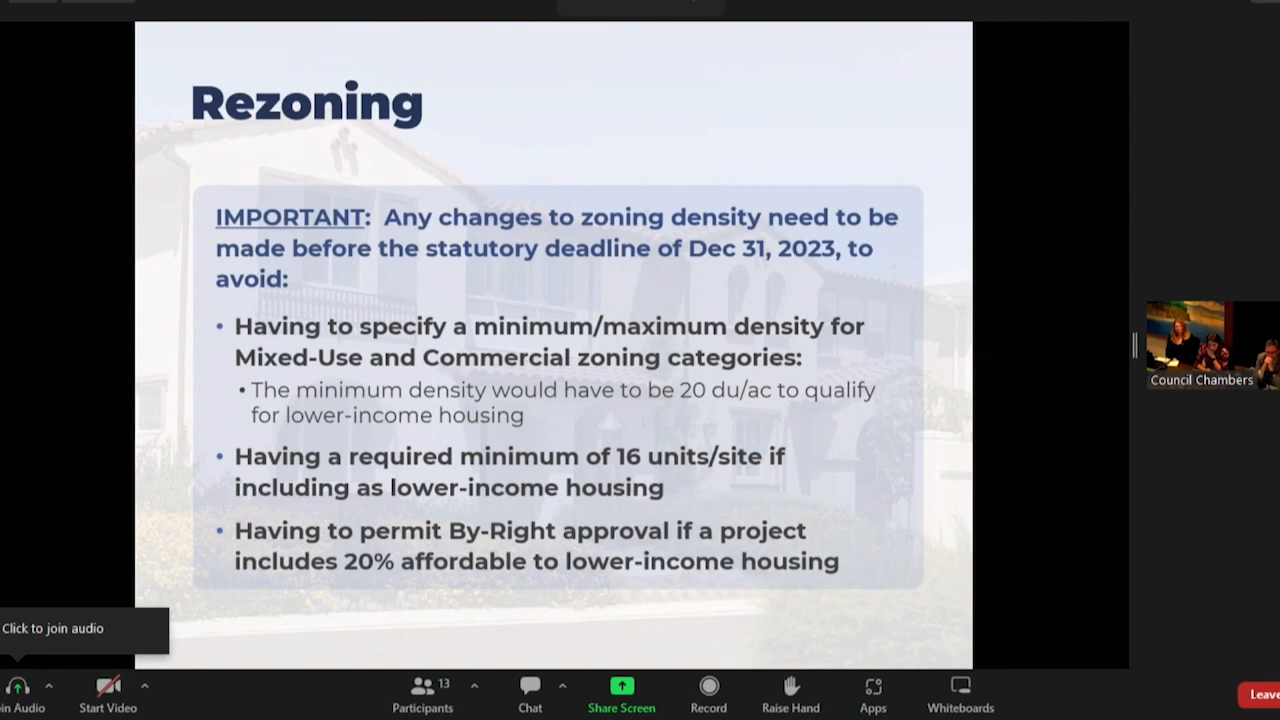 Rezoning
IMPORTANT: Any changes to zoning density need to be
made before the statutory deadline of Dec 31, 2023, to
avoid:
• Having to specify a minimum/maximum density for
Mixed-Use and Commercial zoning categories:
• The minimum density would have to be 20 du/ac to qualify
for lower-income housing
• Having a required minimum of 16 units/site if
including as lower-income housing
• Having to permit By-Right approval if a project
includes 20% affordable to lower-income housing
Council Chambers
Click to join audio
in Audio
Start Video
13
Participants
Chat
Share Screen
Record
Raise Hand
Apps
Whiteboards
Leave